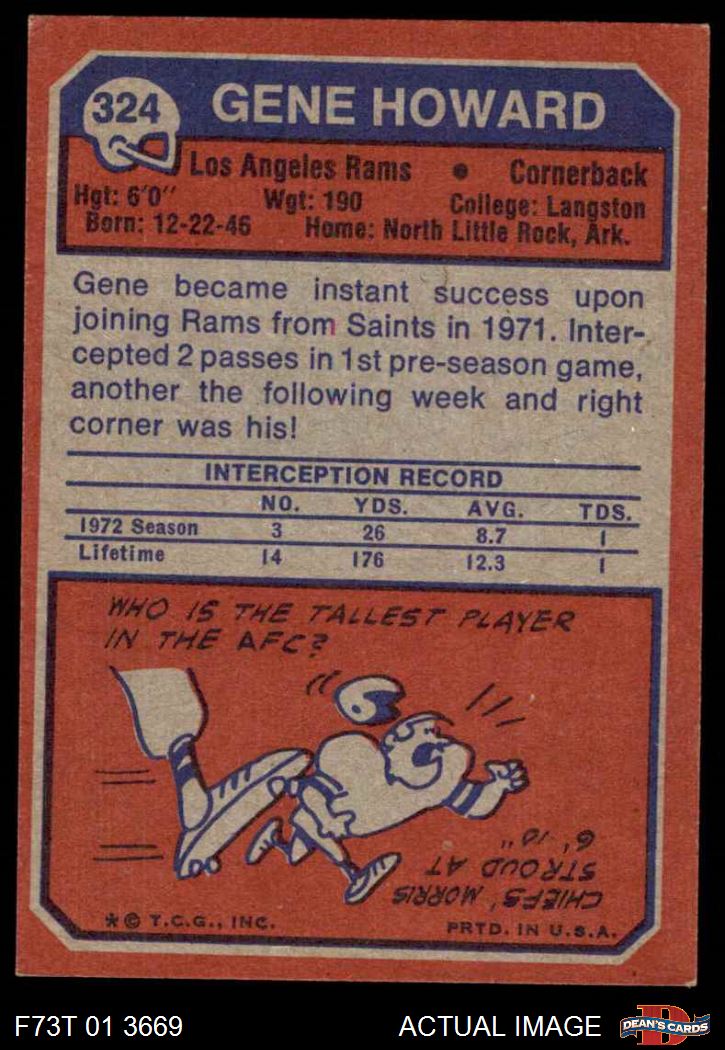 324
GENE HOWARD
Los Angeles Rams • Cornerback
Hgt: 6'0" Wgt: 190 College: Langston
Born: 12-22-46 Home: North Little Rock, Ark.
Gene became instant success upon
joining Rams from Saints in 1971. Inter-
cepted 2 passes in 1st pre-season game,
another the following week and right
corner was his!
INTERCEPTION RECORD
NO. YDS. AVG. TDS.
1972 Season 3 26 8.7 1
Lifetime 14 176 12.3 1
WHO IS THE TALLEST PLAYER
IN THE AFC?
CHIEFS' MORRIS
STROUD AT
6'10"
* © T.C.G., INC. PRTD. IN U.S.A.
F73T 01 3669 ACTUAL IMAGE
D
DEAN'S CARDS